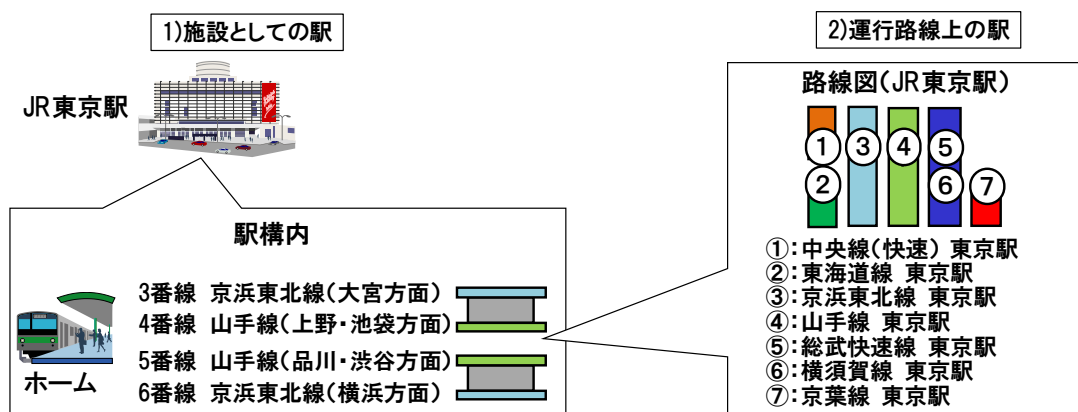 1)施設としての駅
JR東京駅
駅構内
3番線 京浜東北線(大宮方面)
4番線 山手線(上野・池袋方面)
5番線 山手線(品川・渋谷方面)
6番線 京浜東北線(横浜方面)
ホーム
2)運行路線上の駅
路線図(JR東京駅)
① ③ ④ ⑤
② ⑥ ⑦
①:中央線(快速) 東京駅
②:東海道線 東京駅
③:京浜東北線 東京駅
④:山手線 東京駅
⑤:総武快速線 東京駅
⑥:横須賀線 東京駅
⑦:京葉線 東京駅